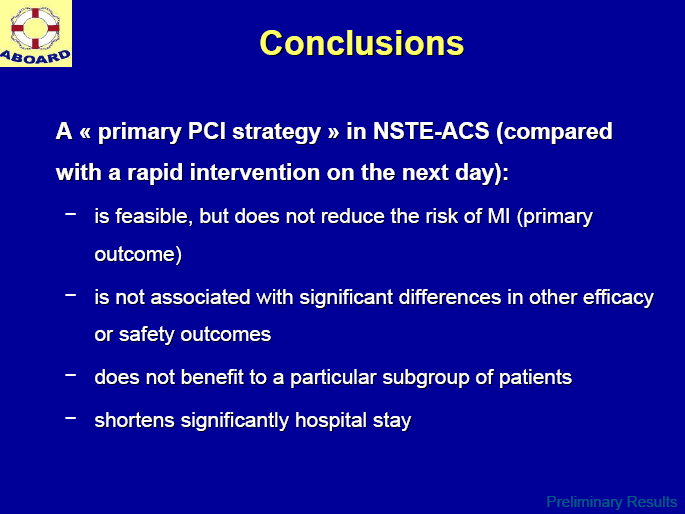 ABOARD
Conclusions
A « primary PCI strategy » in NSTE-ACS (compared
with a rapid intervention on the next day):
− is feasible, but does not reduce the risk of MI (primary
outcome)
− is not associated with significant differences in other efficacy
or safety outcomes
− does not benefit to a particular subgroup of patients
− shortens significantly hospital stay
Preliminary Results